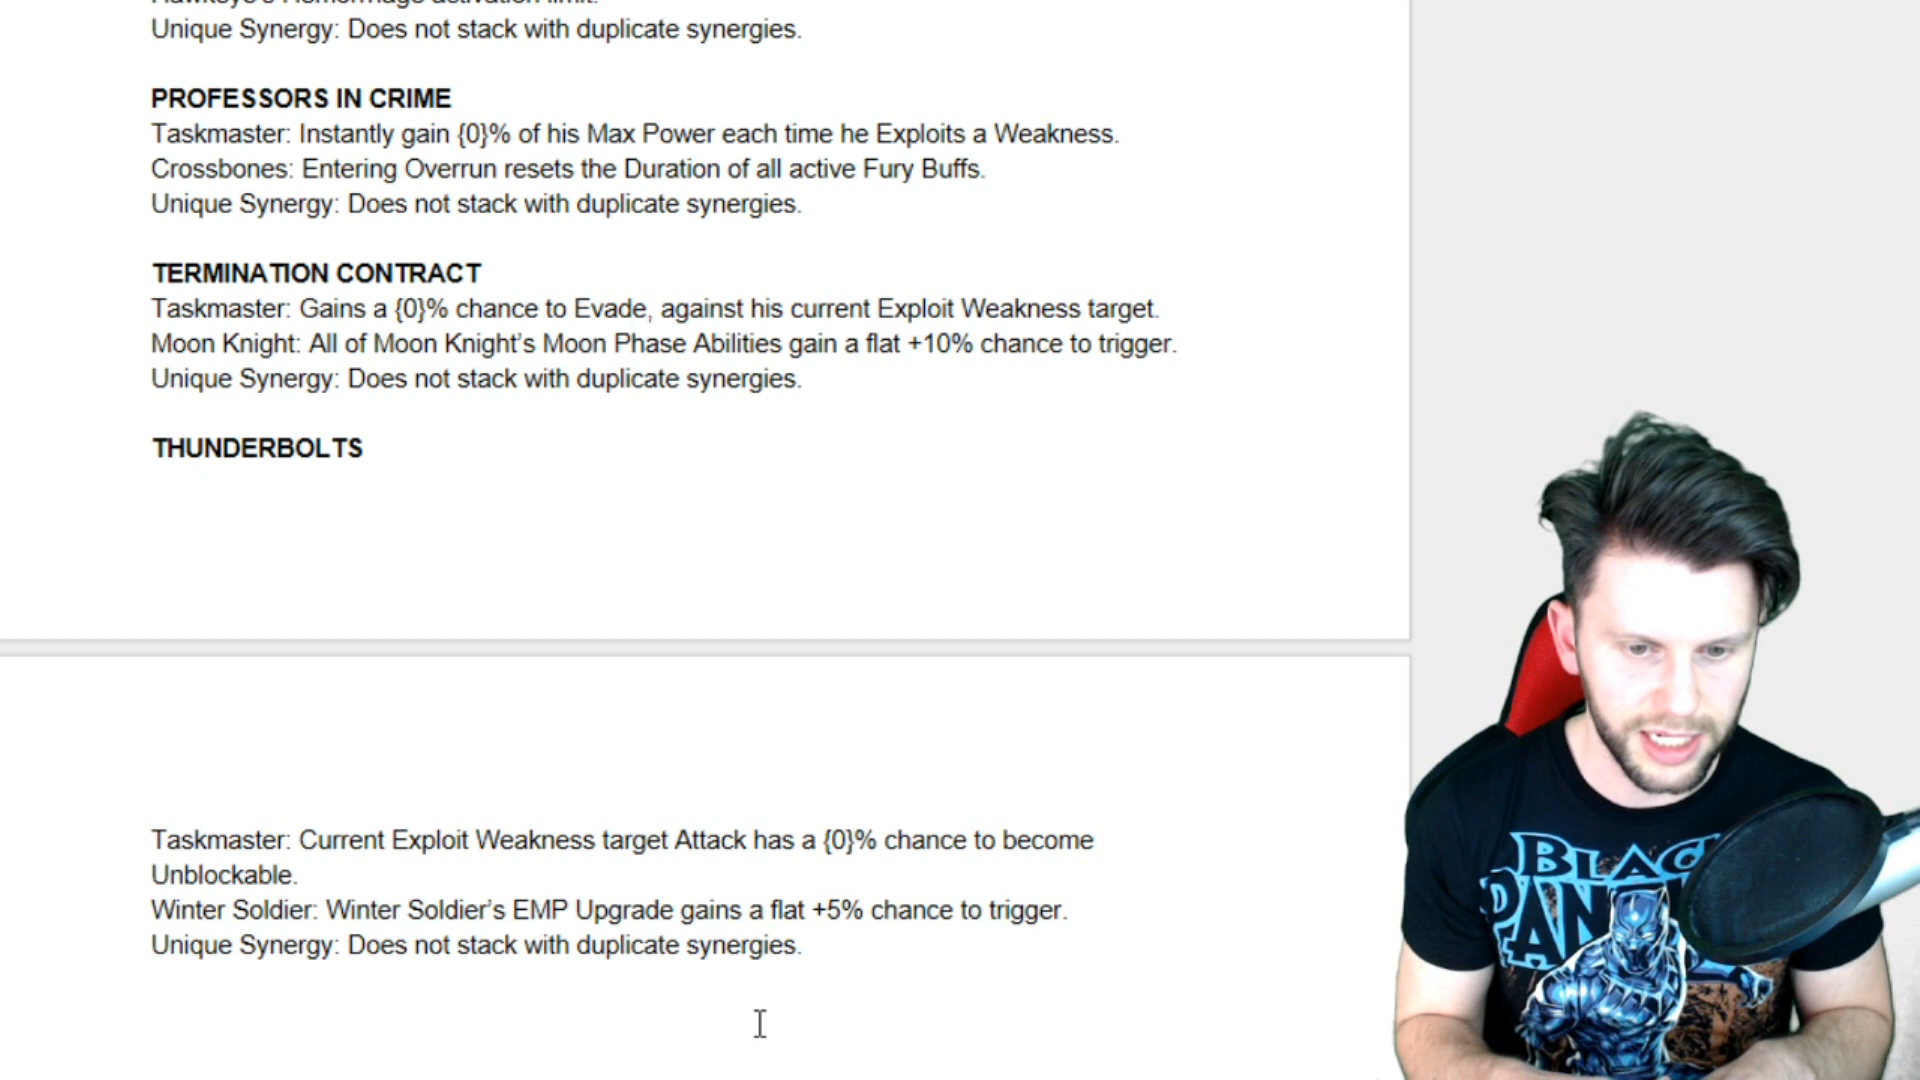 Unique Synergy: Does not stack with duplicate synergies.
PROFESSORS IN CRIME
Taskmaster: Instantly gain {0}% of his Max Power each time he Exploits a Weakness.
Crossbones: Entering Overrun resets the Duration of all active Fury Buffs.
Unique Synergy: Does not stack with duplicate synergies.
TERMINATION CONTRACT
Taskmaster: Gains a {0}% chance to Evade, against his current Exploit Weakness target.
Moon Knight: All of Moon Knight’s Moon Phase Abilities gain a flat +10% chance to trigger.
Unique Synergy: Does not stack with duplicate synergies.
THUNDERBOLTS
Taskmaster: Current Exploit Weakness target Attack has a {0}% chance to become
Unblockable.
Winter Soldier: Winter Soldier’s EMP Upgrade gains a flat +5% chance to trigger.
Unique Synergy: Does not stack with duplicate synergies.